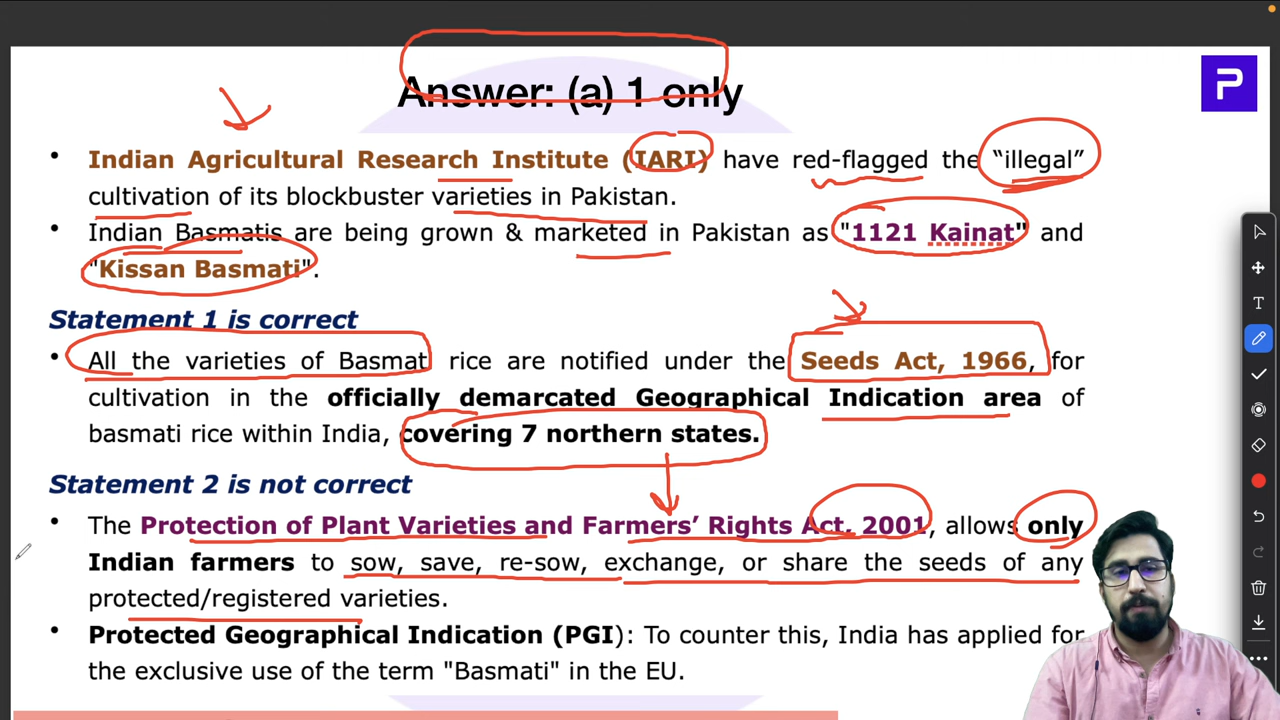 Answer: (a) 1 only
P
• Indian Agricultural Research Institute (IARI) have red-flagged the “illegal”
cultivation of its blockbuster varieties in Pakistan.
• Indian Basmatis are being grown & marketed in Pakistan as "1121 Kainat" and
"Kissan Basmati".
Statement 1 is correct
• All the varieties of Basmati rice are notified under the Seeds Act, 1966, for
cultivation in the officially demarcated Geographical Indication area of
basmati rice within India, covering 7 northern states.
Statement 2 is not correct
• The Protection of Plant Varieties and Farmers’ Rights Act, 2001, allows only
Indian farmers to sow, save, re-sow, exchange, or share the seeds of any
protected/registered varieties.
• Protected Geographical Indication (PGI): To counter this, India has applied for
the exclusive use of the term "Basmati" in the EU.